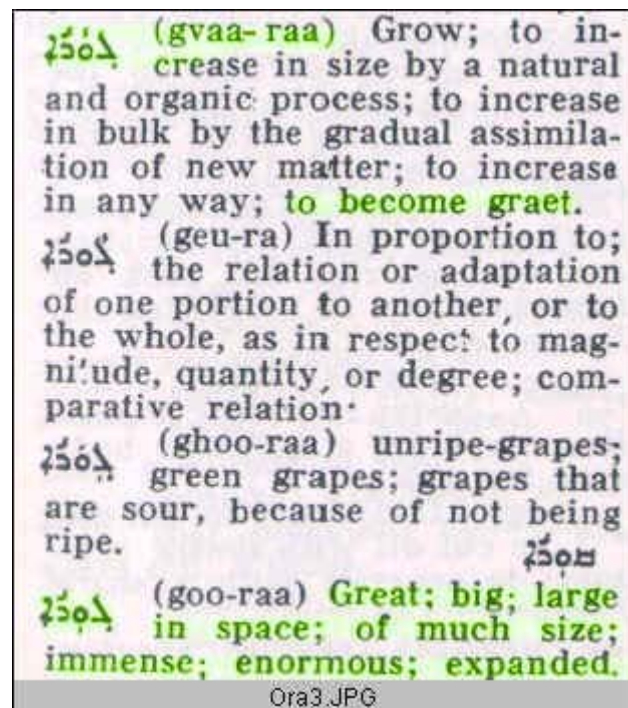 (gvaa-raa) Grow; to in-
crease in size by a natural
and organic process; to increase
in bulk by the gradual assimila-
tion of new matter; to increase
in any way; to become graet.
(geu-ra) In proportion to;
the relation or adaptation
of one portion to another, or to
the whole, as in respect to mag-
nitude, quantity, or degree; com-
parative relation·
(ghoo-raa) unripe-grapes;
green grapes; grapes that
are sour, because of not being
ripe.
(goo-raa) Great; big; large
in space; of much size;
immense; enormous; expanded.
Ora3.JPG